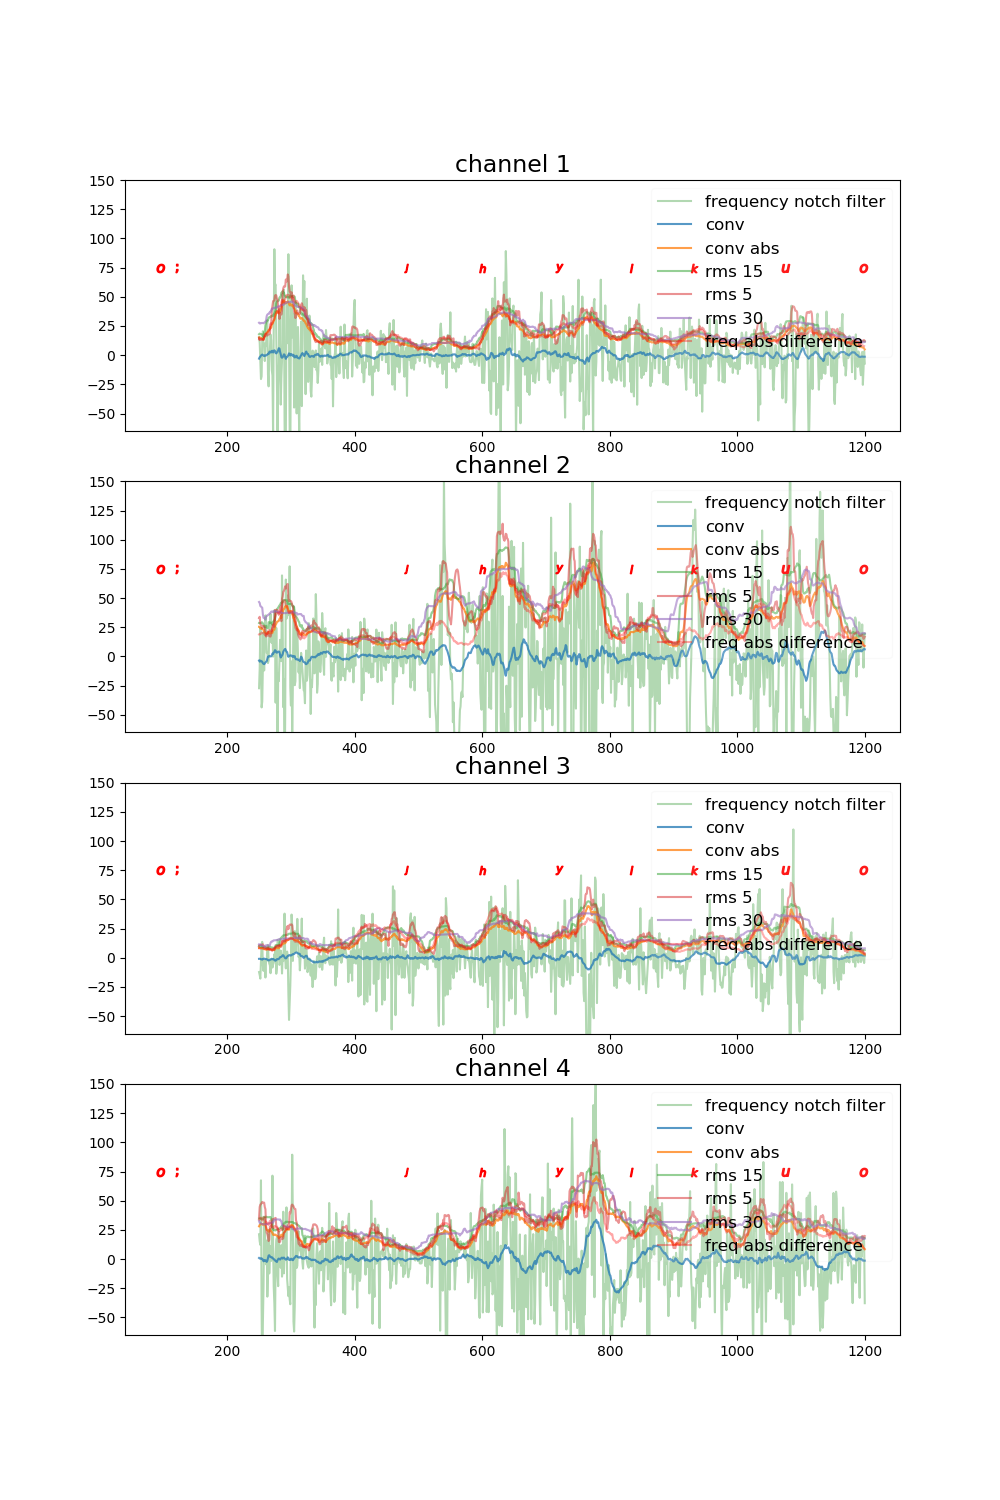 channel 1
150
125
100
75
50
25
0
−25
−50
frequency notch filter
conv
conv abs
rms 15
rms 5
rms 30
freq abs difference
o ; J h y l k u o
200 400 600 800 1000 1200
channel 2
150
125
100
75
50
25
0
−25
−50
frequency notch filter
conv
conv abs
rms 15
rms 5
rms 30
freq abs difference
o ; J h y l k u o
200 400 600 800 1000 1200
channel 3
150
125
100
75
50
25
0
−25
−50
frequency notch filter
conv
conv abs
rms 15
rms 5
rms 30
freq abs difference
o ; J h y l k u o
200 400 600 800 1000 1200
channel 4
150
125
100
75
50
25
0
−25
−50
frequency notch filter
conv
conv abs
rms 15
rms 5
rms 30
freq abs difference
o ; J h y l k u o
200 400 600 800 1000 1200